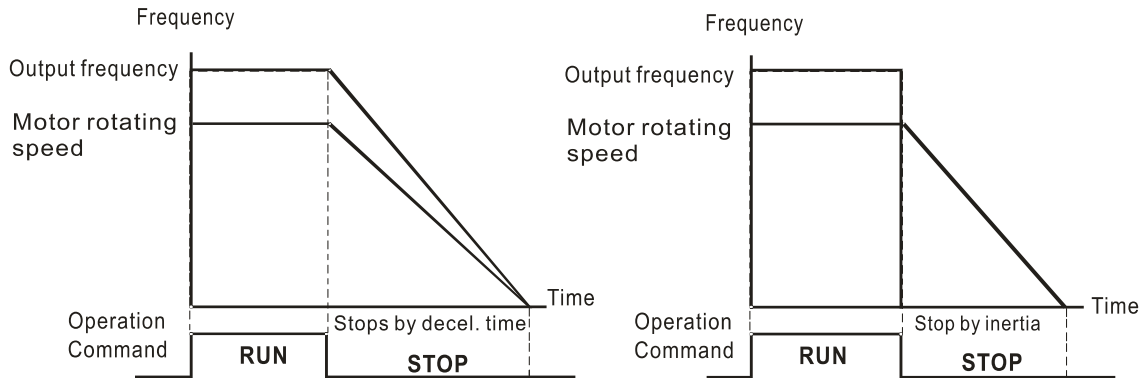 Frequency
Output frequency
Motor rotating
speed
Time
Operation
Command
Stops by decel. time
RUN
STOP
Frequency
Output frequency
Motor rotating
speed
Time
Operation
Command
Stop by inertia
RUN
STOP